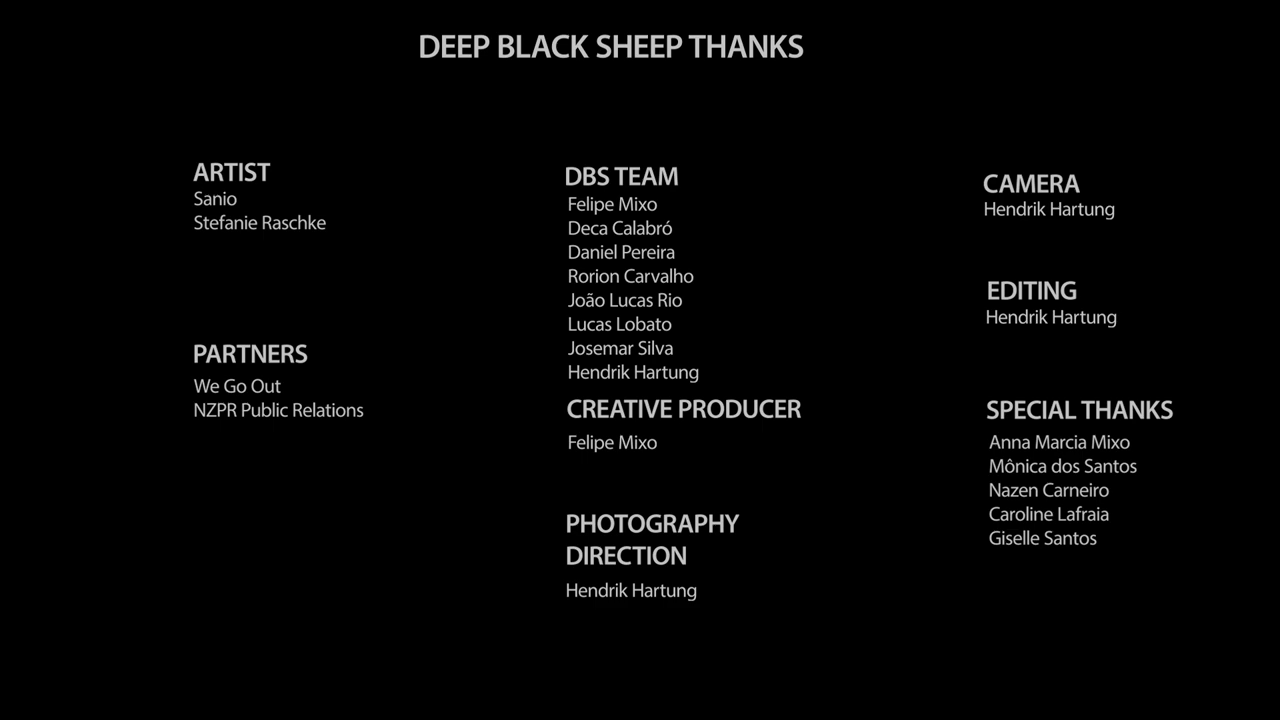 DEEP BLACK SHEEP THANKS
ARTIST
Sanio
Stefanie Raschke
PARTNERS
We Go Out
NZPR Public Relations
DBS TEAM
Felipe Mixo
Deca Calabró
Daniel Pereira
Rorion Carvalho
João Lucas Rio
Lucas Lobato
Josemar Silva
Hendrik Hartung
CREATIVE PRODUCER
Felipe Mixo
PHOTOGRAPHY
DIRECTION
Hendrik Hartung
CAMERA
Hendrik Hartung
EDITING
Hendrik Hartung
SPECIAL THANKS
Anna Marcia Mixo
Mônica dos Santos
Nazen Carneiro
Caroline Lafraia
Giselle Santos